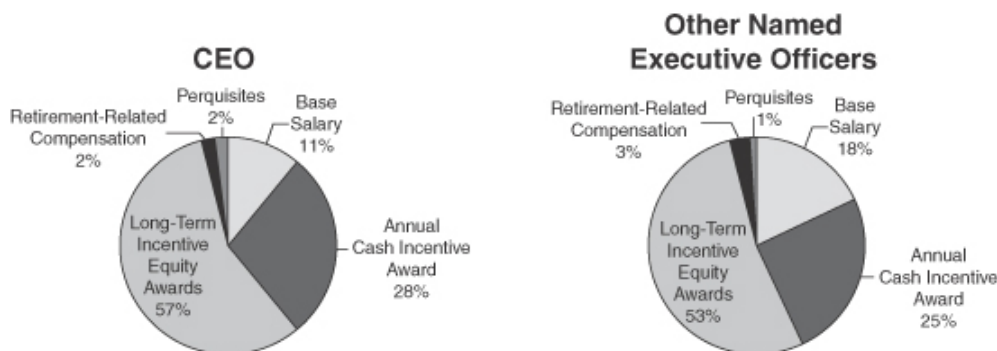 CEO
Perquisites
2%
Retirement-Related
Compensation
2%
Base
Salary
11%
Long-Term
Incentive
Equity
Awards
57%
Annual
Cash Incentive
Award
28%
Other Named
Executive Officers
Perquisites
1%
Retirement-Related
Compensation
3%
Base
Salary
18%
Long-Term
Incentive
Equity
Awards
53%
Annual
Cash Incentive
Award
25%